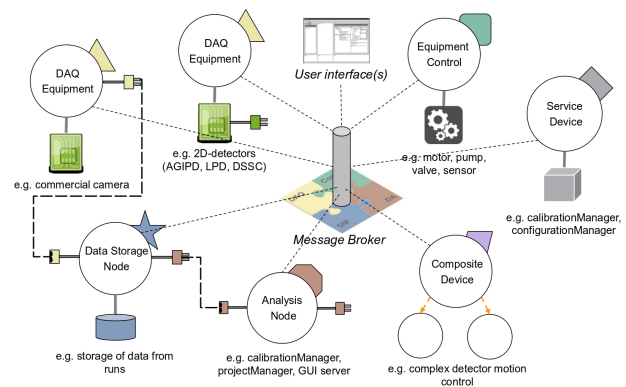 DAQ
Equipment
e.g. commercial camera
DAQ
Equipment
e.g. 2D-detectors
(AGIPD, LPD, DSSC)
User interface(s)
Equipment
Control
e.g. motor, pump,
valve, sensor
Service
Device
e.g. calibrationManager,
configurationManager
DAQ
DM
Message Broker
Data Storage
Node
e.g. storage of data from
runs
Analysis
Node
e.g. calibrationManager,
projectManager, GUI server
Composite
Device
e.g. complex detector motion
control